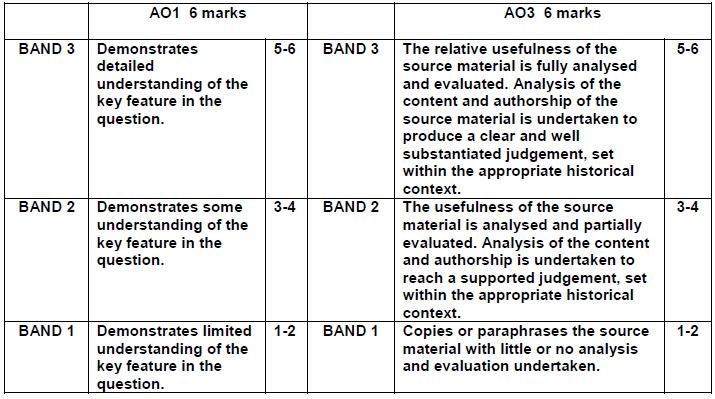 AO1 6 marks AO3 6 marks
BAND 3 Demonstrates 5-6 BAND 3 The relative usefulness of the 5-6
detailed source material is fully analysed
understanding of the and evaluated. Analysis of the
key feature in the content and authorship of the
question. source material is undertaken to
produce a clear and well
substantiated judgement, set
within the appropriate historical
context.
BAND 2 Demonstrates some 3-4 BAND 2 The usefulness of the source 3-4
understanding of the material is analysed and partially
key feature in the evaluated. Analysis of the content
question. and authorship is undertaken to
reach a supported judgement, set
within the appropriate historical
context.
BAND 1 Demonstrates limited 1-2 BAND 1 Copies or paraphrases the source 1-2
understanding of the material with little or no analysis
key feature in the and evaluation undertaken.
question.